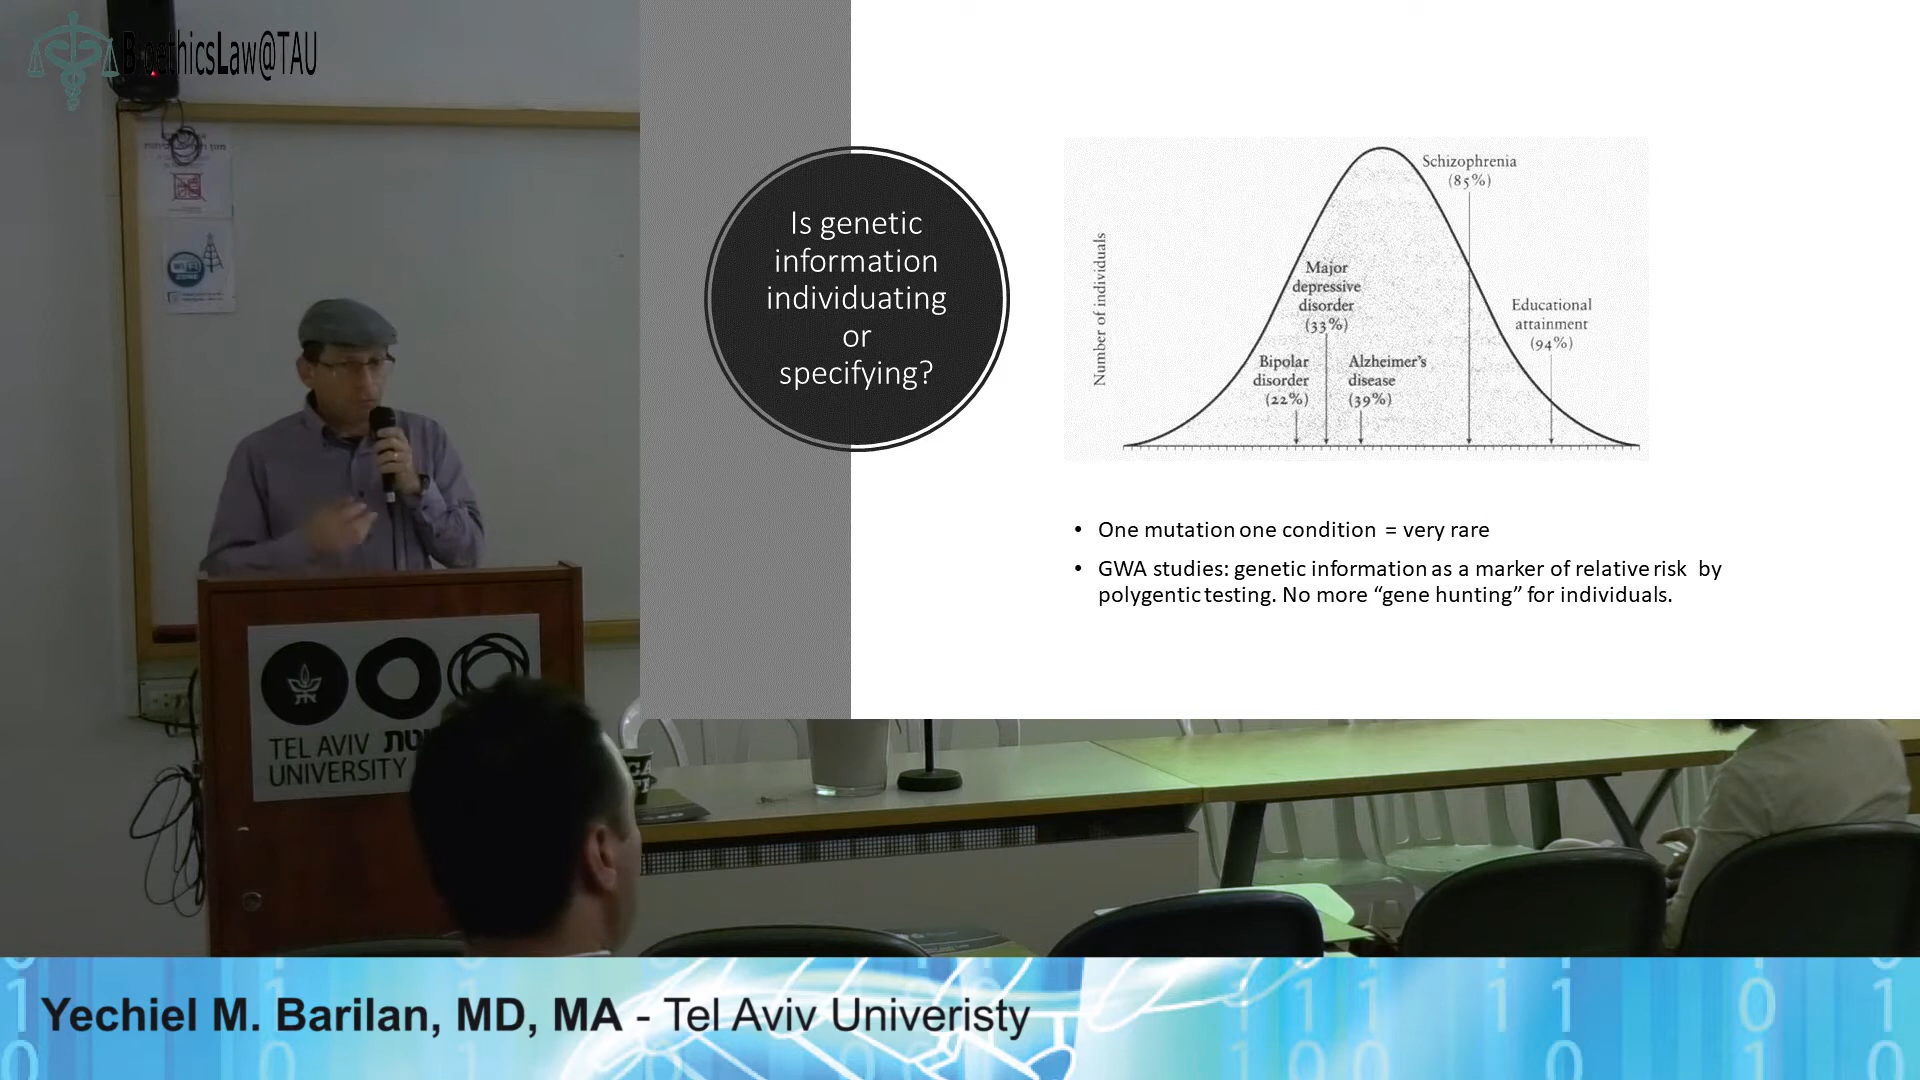 BioethicsLaw@TAU
Is genetic
information
individuating
or
specifying?
Number of individuals
Schizophrenia
(85%)
Major
depressive
disorder
(33%)
Educational
attainment
(94%)
Bipolar
disorder
(22%)
Alzheimer's
disease
(39%)
• One mutation one condition = very rare
• GWA studies: genetic information as a marker of relative risk by
polygentic testing. No more “gene hunting” for individuals.
TEL AVIV
UNIVERSITY
Yechiel M. Barilan, MD, MA - Tel Aviv Univeristy